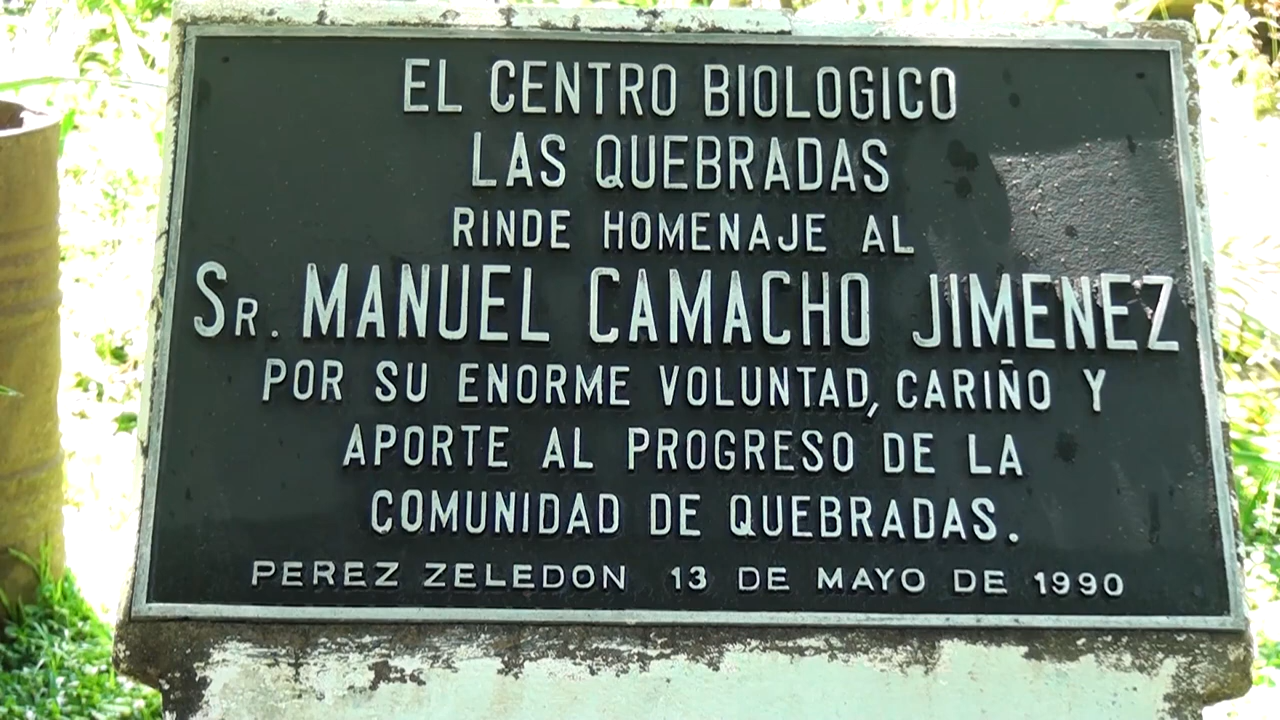 EL CENTRO BIOLOGICO
LAS QUEBRADAS
RINDE HOMENAJE AL
SR. MANUEL CAMACHO JIMENEZ
POR SU ENORME VOLUNTAD, CARIÑO Y
APORTE AL PROGRESO DE LA
COMUNIDAD DE QUEBRADAS.
PEREZ ZELEDON 13 DE MAYO DE 1990